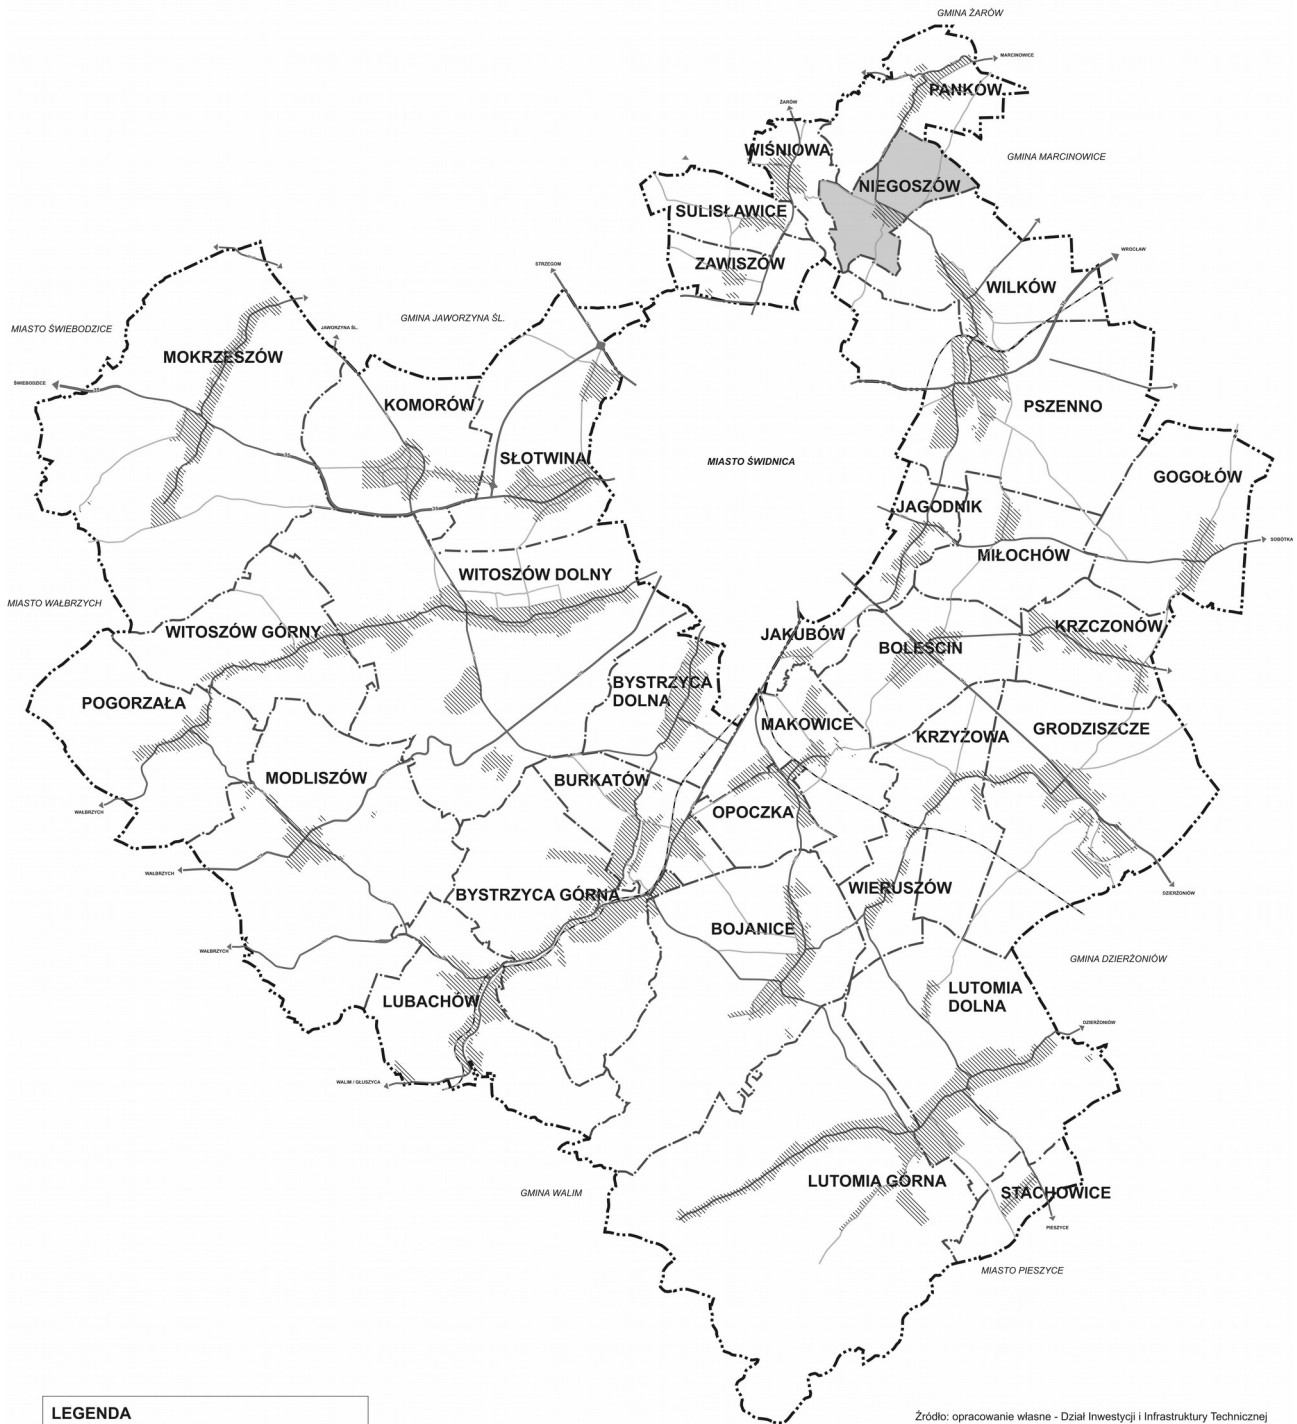 GMINA ŻARÓW
MARCINOWICE
PANKÓW
ŻARÓW
WIŚNIOWA
GMINA MARCINOWICE
NIEGOSZÓW
SULISŁAWICE
ZAWISZÓW
WROCŁAW
STRZEGOM
WILKÓW
GMINA JAWORZYNA ŚL.
MIASTO ŚWIEBODZICE
JAWORZYNA ŚL.
MOKRZESZÓW
ŚWIEBODZICE
KOMORÓW
PSZENNO
SŁOTWINA
MIASTO ŚWIDNICA
GOGOŁÓW
JAGODNIK
SOBÓTKA
MIŁOCHÓW
WITOSZÓW DOLNY
MIASTO WAŁBRZYCH
WITOSZÓW GÓRNY
JAKUBÓW
KRZCZONÓW
BOLEŚCIN
BYSTRZYCA
DOLNA
POGORZAŁA
MAKOWICE
KRZYŻOWA
GRODZISZCZE
MODLISZÓW
BURKATÓW
OPOCZKA
WAŁBRZYCH
WAŁBRZYCH
WIERUSZÓW
DZIERŻONIÓW
BYSTRZYCA GÓRNA
BOJANICE
WAŁBRZYCH
GMINA DZIERŻONIÓW
LUTOMIA
DOLNA
LUBACHÓW
DZIERŻONIÓW
WALIM / GŁUSZYCA
LUTOMIA GÓRNA
STACHOWICE
GMINA WALIM
PIESZYCE
MIASTO PIESZYCE
LEGENDA
Źródło: opracowanie własne - Dział Inwestycji i Infrastruktury Technicznej